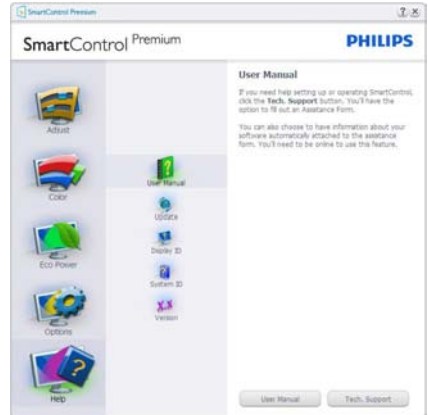 SmartControl Premium
SmartControl Premium
PHILIPS
Adjust
Color
Eco Power
Options
Help
User Manual
Update
Display ID
System ID
Version
User Manual
If you need help setting up or operating SmartControl,
click the Tech. Support button. You'll have the
option to fill out an Assistance Form.
You can also choose to have information about your
software automatically attached to the assistance
form. You'll need to be online to use this feature.
User Manual
Tech. Support